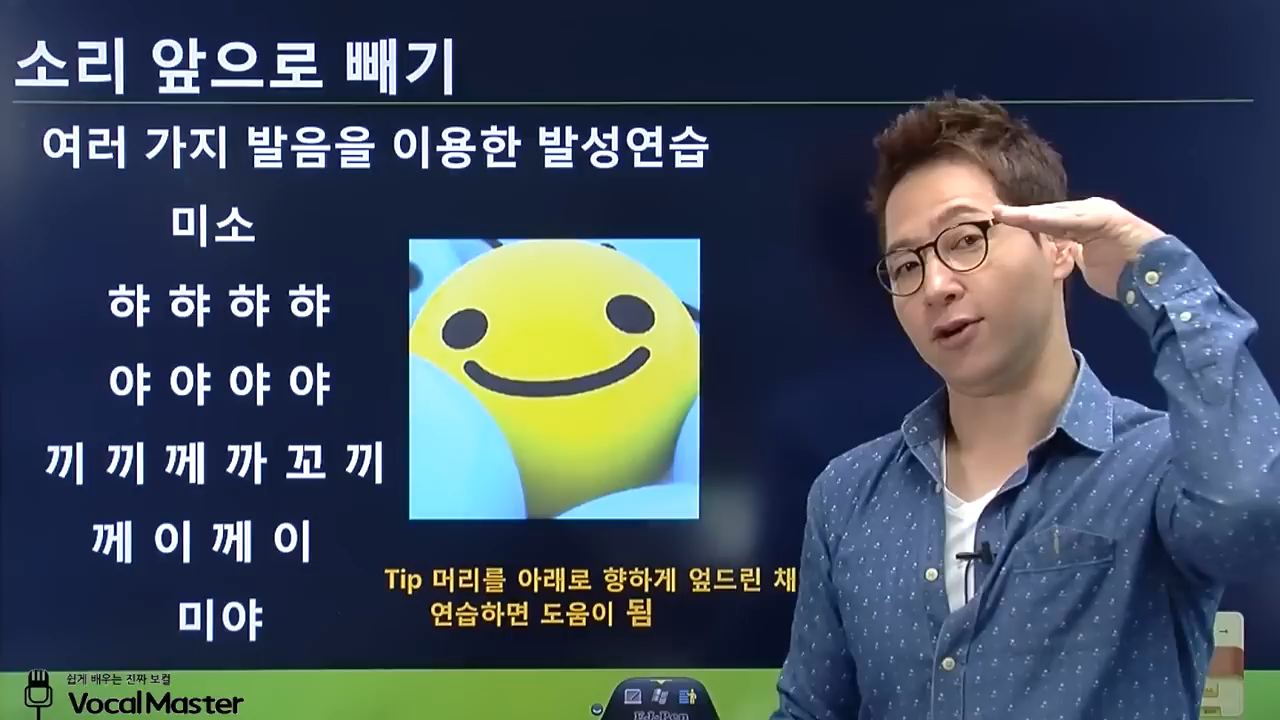 소리 앞으로 빼기
여러 가지 발음을 이용한 발성연습
미소
햐 햐 햐 햐
야 야 야 야
끼 끼 께 까 꼬 끼
께 이 께 이
미야
Tip 머리를 아래로 향하게 엎드린 채
연습하면 도움이 됨
쉽게 배우는 진짜 보컬
VocalMaster